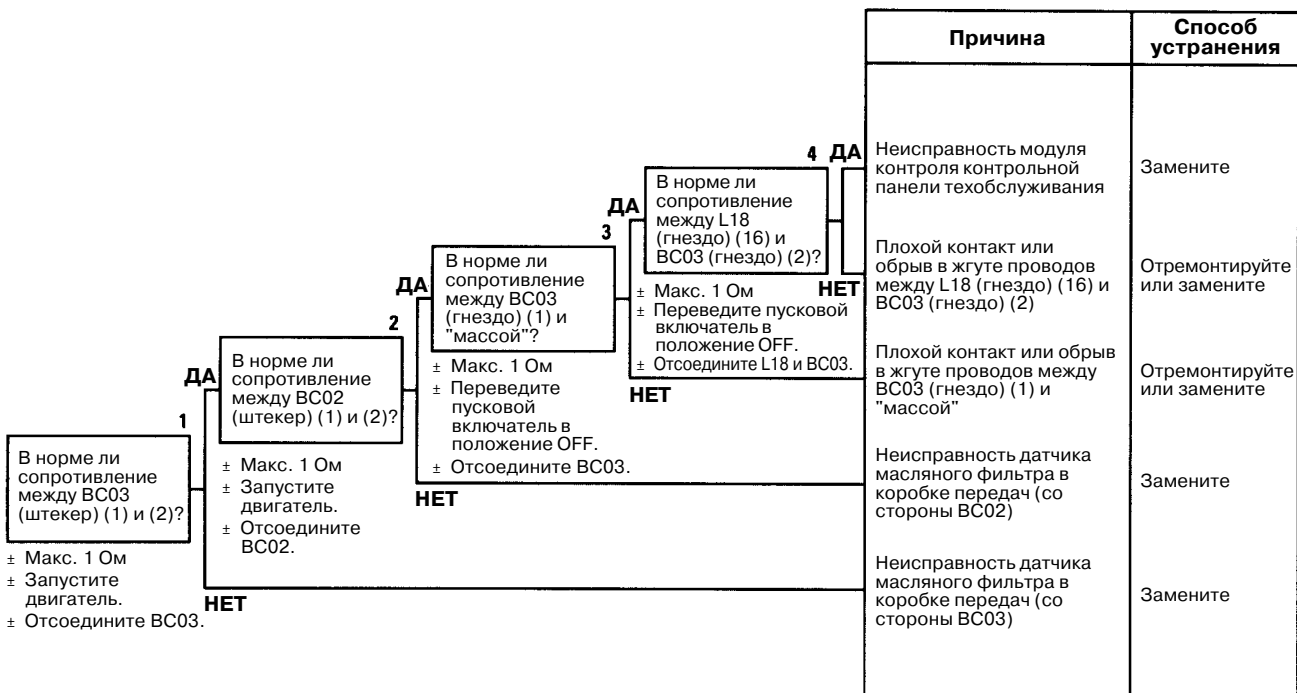 Причина
Способ
устранения
4 ДА
В норме ли
сопротивление
между L18
(гнездо) (16) и
BC03 (гнездо) (2)?
Неисправность модуля
контроля контрольной
панели техобслуживания
Замените
ДА
3
В норме ли
сопротивление
между BC03
(гнездо) (1) и
"массой"?
± Макс. 1 Ом
± Переведите пусковой
включатель в
положение OFF.
± Отсоедините L18 и BC03.
НЕТ
Плохой контакт или
обрыв в жгуте проводов
между L18 (гнездо) (16) и
BC03 (гнездо) (2)
Отремонтируйте
или замените
ДА
2
В норме ли
сопротивление
между BC02
(штекер) (1) и (2)?
± Макс. 1 Ом
± Переведите
пусковой
включатель в
положение OFF.
± Отсоедините BC03.
НЕТ
Плохой контакт или обрыв
в жгуте проводов между
BC03 (гнездо) (1) и
"массой"
Отремонтируйте
или замените
ДА
1
В норме ли
сопротивление
между BC03
(штекер) (1) и (2)?
± Макс. 1 Ом
± Запустите
двигатель.
± Отсоедините
BC02.
НЕТ
Неисправность датчика
масляного фильтра в
коробке передач (со
стороны BC02)
Замените
± Макс. 1 Ом
± Запустите
двигатель.
± Отсоедините BC03.
НЕТ
Неисправность датчика
масляного фильтра в
коробке передач (со
стороны BC03)
Замените